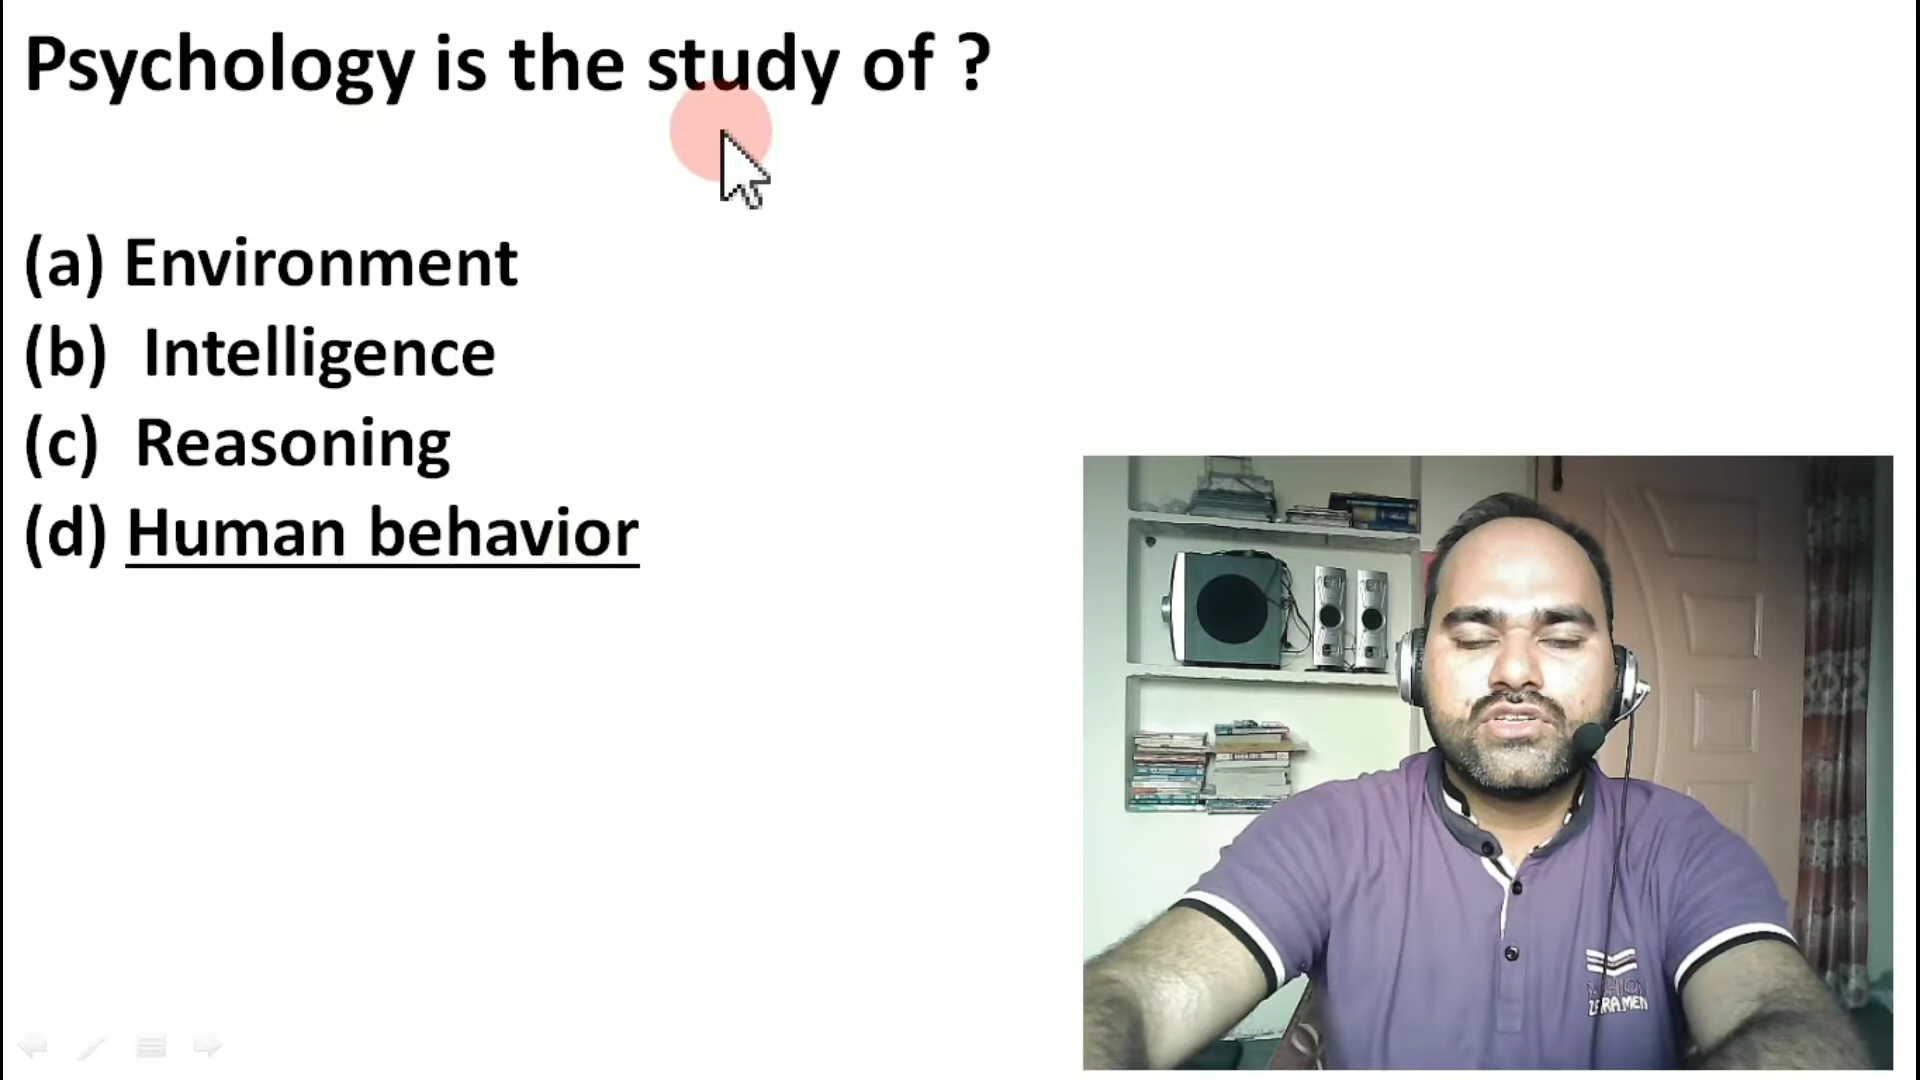 Psychology is the study of ?
(a) Environment
(b) Intelligence
(c) Reasoning
(d) Human behavior